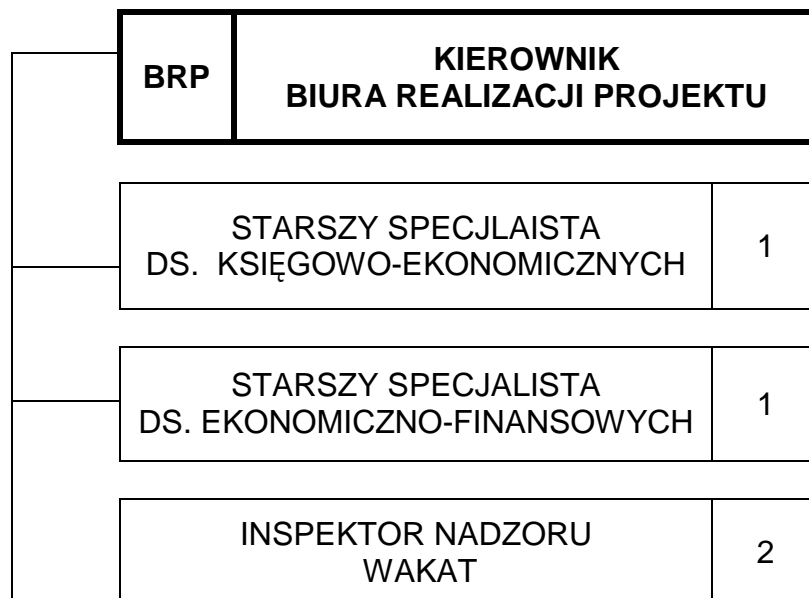 BRP
KIEROWNIK
BIURA REALIZACJI PROJEKTU
STARSZY SPECJLAISTA
DS. KSIĘGOWO-EKONOMICZNYCH
1
STARSZY SPECJALISTA
DS. EKONOMICZNO-FINANSOWYCH
1
INSPEKTOR NADZORU
WAKAT
2